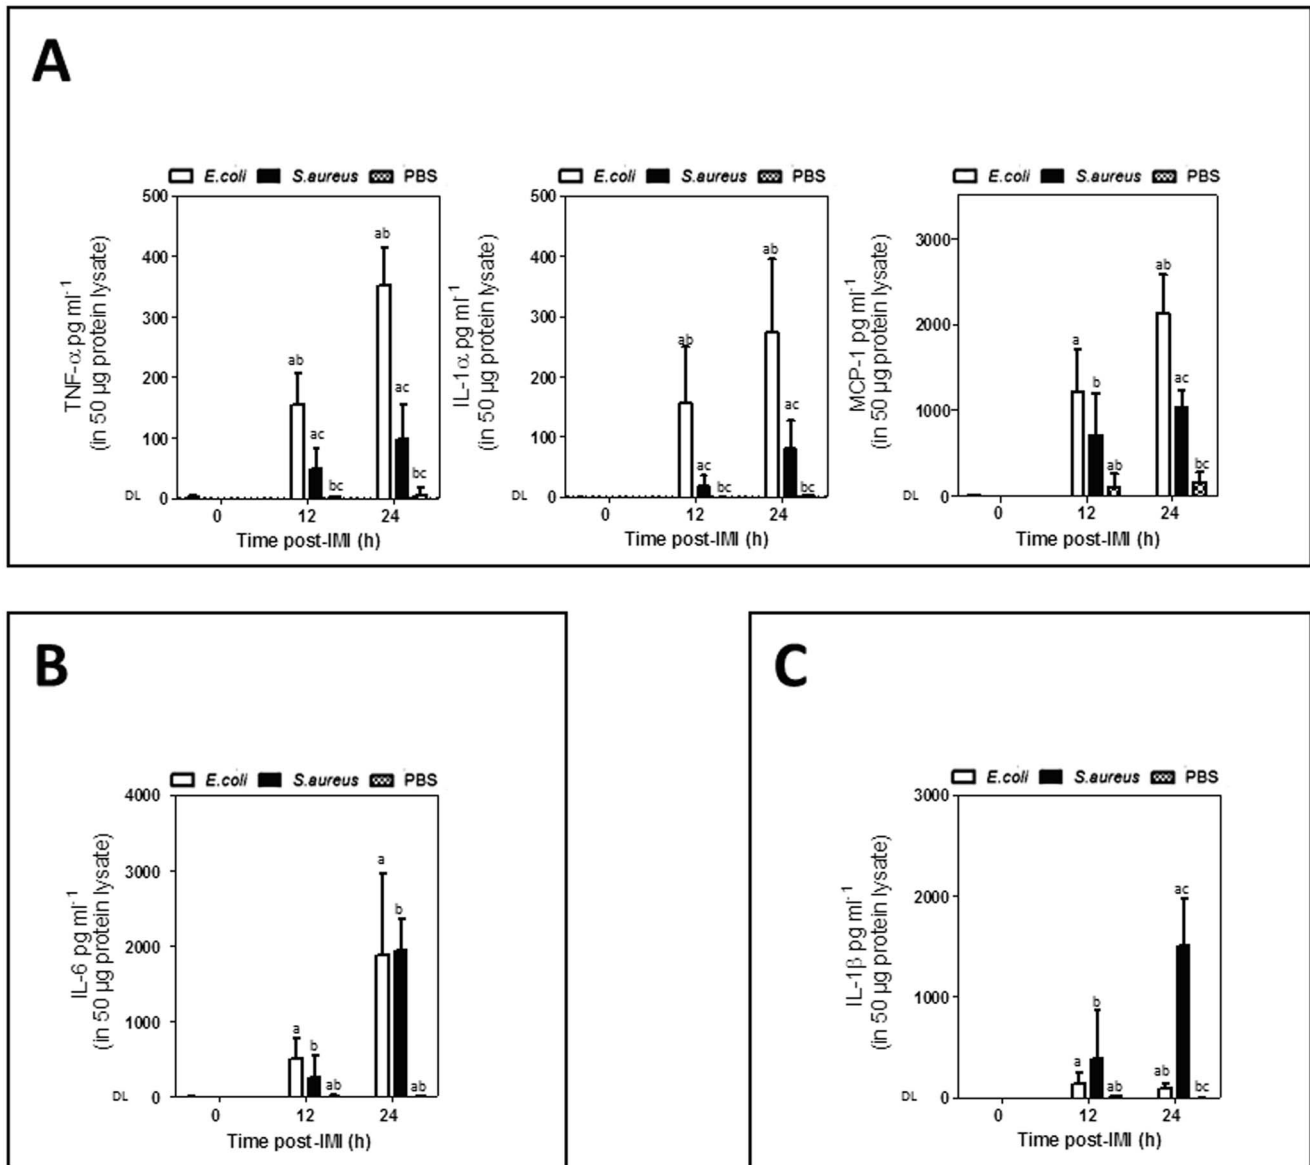 A
E.coli S.aureus PBS
500
400
300
200
100
0
DL
TNF-α pg ml⁻¹
(in 50 µg protein lysate)
ab
ac
bc
ab
ac
bc
0 12 24
Time post-IMI (h)
E.coli S.aureus PBS
500
400
300
200
100
0
IL-1α pg ml⁻¹
(in 50 µg protein lysate)
ab
ac
bc
ab
ac
bc
0 12 24
Time post-IMI (h)
E.coli S.aureus PBS
3000
2000
1000
0
DL
MCP-1 pg ml⁻¹
(in 50 µg protein lysate)
a
b
ab
ab
ac
bc
0 12 24
Time post-IMI (h)
B
E.coli S.aureus PBS
4000
3000
2000
1000
0
DL
IL-6 pg ml⁻¹
(in 50 µg protein lysate)
a
b
ab
a
b
ab
0 12 24
Time post-IMI (h)
C
E.coli S.aureus PBS
3000
2000
1000
0
DL
IL-1β pg ml⁻¹
(in 50 µg protein lysate)
a
b
ab
ab
ac
bc
0 12 24
Time post-IMI (h)